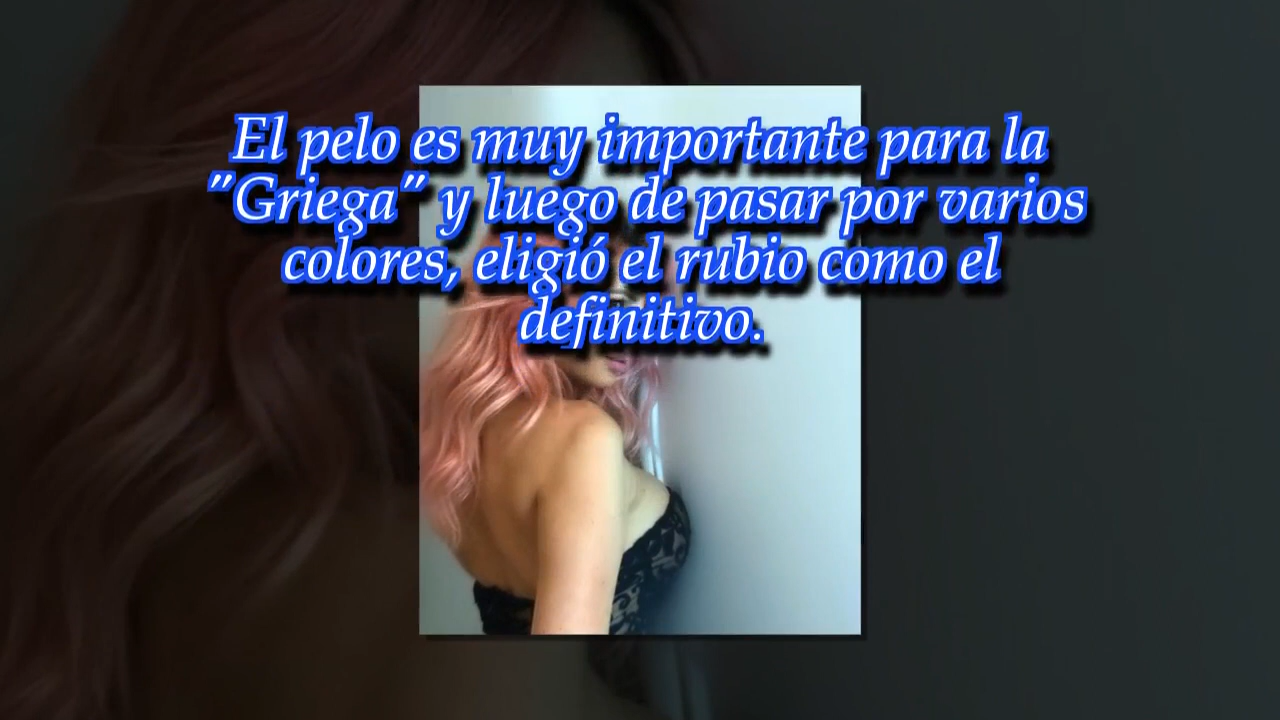 El pelo es muy importante para la
"Griega" y luego de pasar por varios
colores, eligió el rubio como el
definitivo.